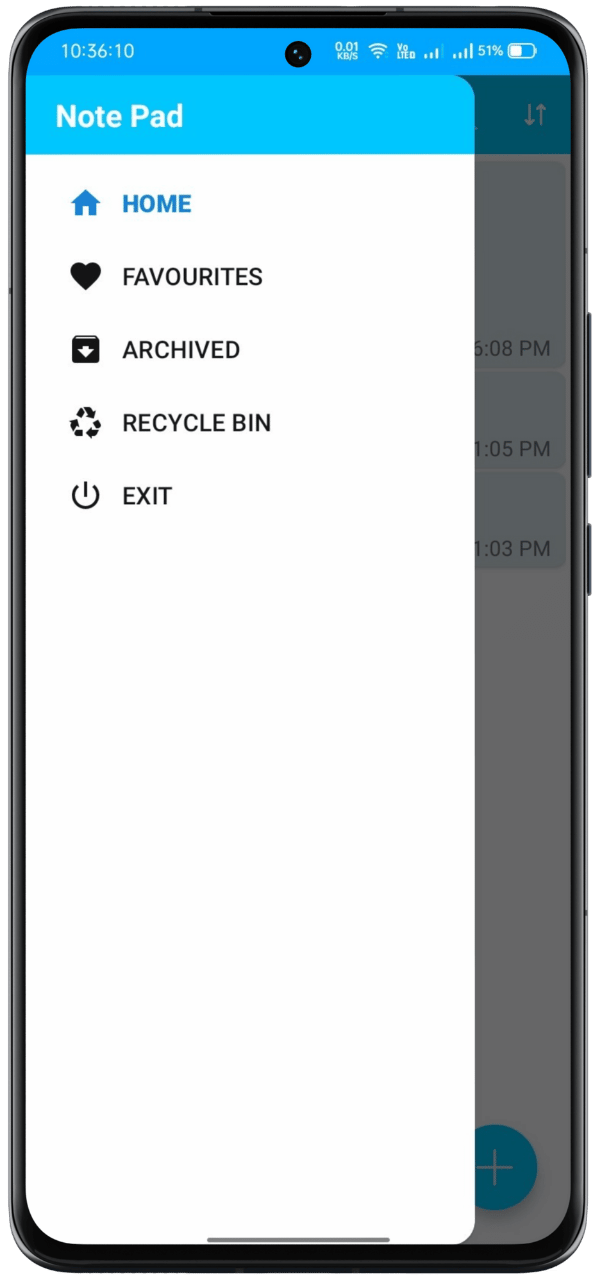 10:36:10 0.01 KB/S Vo LTE 51%
Note Pad
HOME
FAVOURITES
6:08 PM
ARCHIVED
RECYCLE BIN
1:05 PM
EXIT
1:03 PM